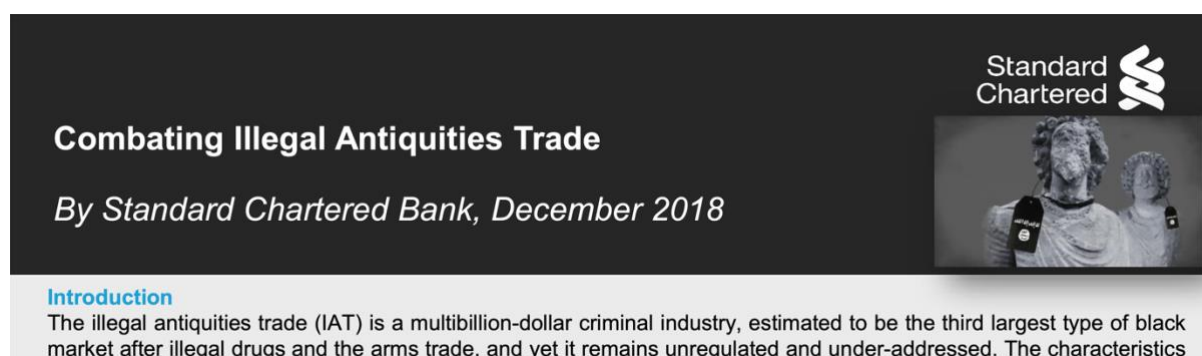 Standard
Chartered
Combating Illegal Antiquities Trade
By Standard Chartered Bank, December 2018
Introduction
The illegal antiquities trade (IAT) is a multibillion-dollar criminal industry, estimated to be the third largest type of black
market after illegal drugs and the arms trade, and yet it remains unregulated and under-addressed. The characteristics